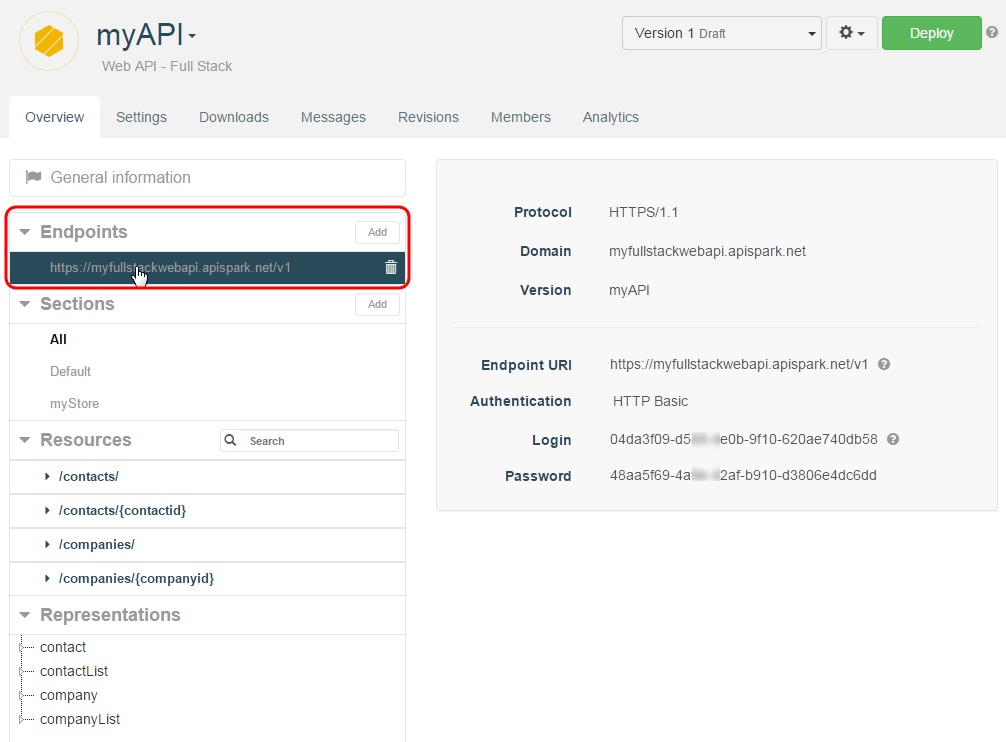 myAPI
Web API - Full Stack
Version 1 Draft
Deploy
Overview
Settings
Downloads
Messages
Revisions
Members
Analytics
General information
Endpoints
Add
https://myfullstackwebapi.apispark.net/v1
Sections
Add
All
Default
myStore
Resources
Search
/contacts/
/contacts/{contactid}
/companies/
/companies/{companyid}
Representations
contact
contactList
company
companyList
Protocol HTTPS/1.1
Domain myfullstackwebapi.apispark.net
Version myAPI
Endpoint URI https://myfullstackwebapi.apispark.net/v1
Authentication HTTP Basic
Login 04da3f09-d5 e0b-9f10-620ae740db58
Password 48aa5f69-4a 2af-b910-d3806e4dc6dd